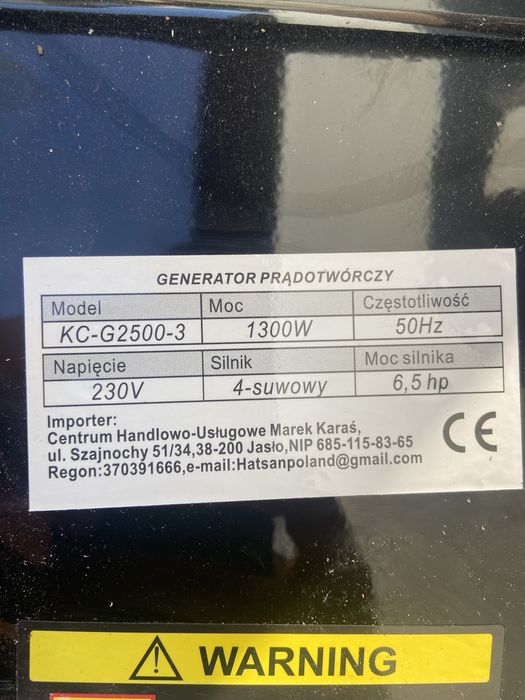 GENERATOR PRĄDOTWÓRCZY
Model Moc Częstotliwość
KC-G2500-3 1300W 50Hz
Napięcie Silnik Moc silnika
230V 4-suwowy 6,5 hp
Importer:
Centrum Handlowo-Usługowe Marek Karaś,
ul. Szajnochy 51/34,38-200 Jasło,NIP 685-115-83-65
Regon:370391666,e-mail:Hatsanpoland@gmail.com
CE
WARNING